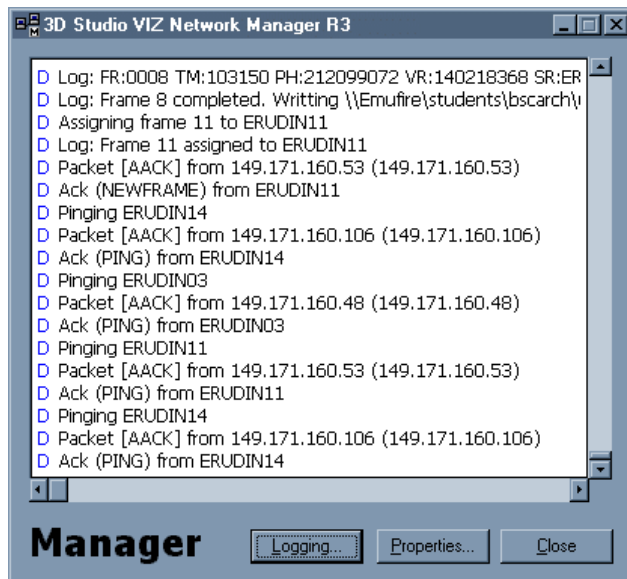 3D Studio VIZ Network Manager R3
D Log: FR:0008 TM:103150 PH:212099072 VR:140218368 SR:ER
D Log: Frame 8 completed. Writting \\Emufire\students\bscarch\
D Assigning frame 11 to ERUDIN11
D Log: Frame 11 assigned to ERUDIN11
D Packet [AACK] from 149.171.160.53 (149.171.160.53)
D Ack (NEWFRAME) from ERUDIN11
D Pinging ERUDIN14
D Packet [AACK] from 149.171.160.106 (149.171.160.106)
D Ack (PING) from ERUDIN14
D Pinging ERUDIN03
D Packet [AACK] from 149.171.160.48 (149.171.160.48)
D Ack (PING) from ERUDIN03
D Pinging ERUDIN11
D Packet [AACK] from 149.171.160.53 (149.171.160.53)
D Ack (PING) from ERUDIN11
D Pinging ERUDIN14
D Packet [AACK] from 149.171.160.106 (149.171.160.106)
D Ack (PING) from ERUDIN14
Manager Logging... Properties... Close